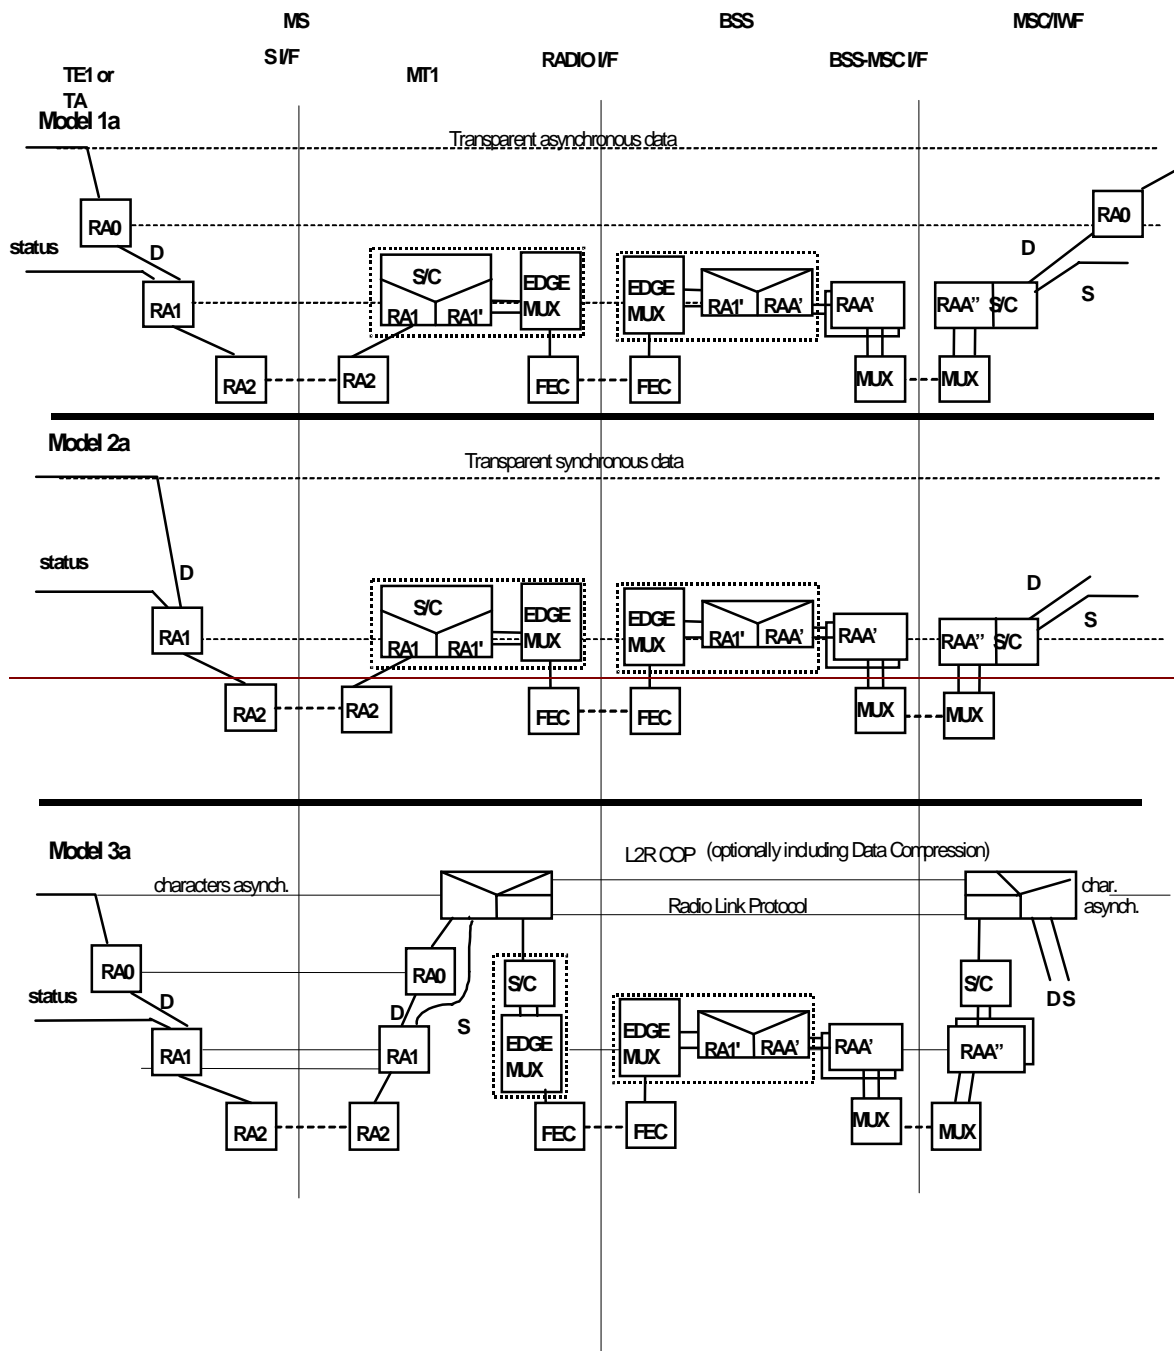 MS BSS MSC/IWF
S I/F RADIO I/F BSS-MSC I/F
TE1 or MT1
TA
Model 1a
Transparent asynchronous data
RA0 RA0
status D D
S/C EDGE EDGE S
RA1 RA1 RA1' MUX MUX RA1' RAA' RAA' RAA'' S/C
RA2 RA2 FEC FEC MUX MUX
Model 2a
Transparent synchronous data
status D D
S/C EDGE EDGE S
RA1 RA1 RA1' MUX MUX RA1' RAA' RAA' RAA'' S/C
RA2 RA2 FEC FEC MUX MUX
Model 3a
L2R COP (optionally including Data Compression)
characters asynch. char.
Radio Link Protocol asynch.
RA0 RA0 S/C S/C
status D D S D S
RA1 RA1 EDGE EDGE RA1' RAA' RAA' RAA''
MUX MUX
RA2 RA2 FEC FEC MUX MUX